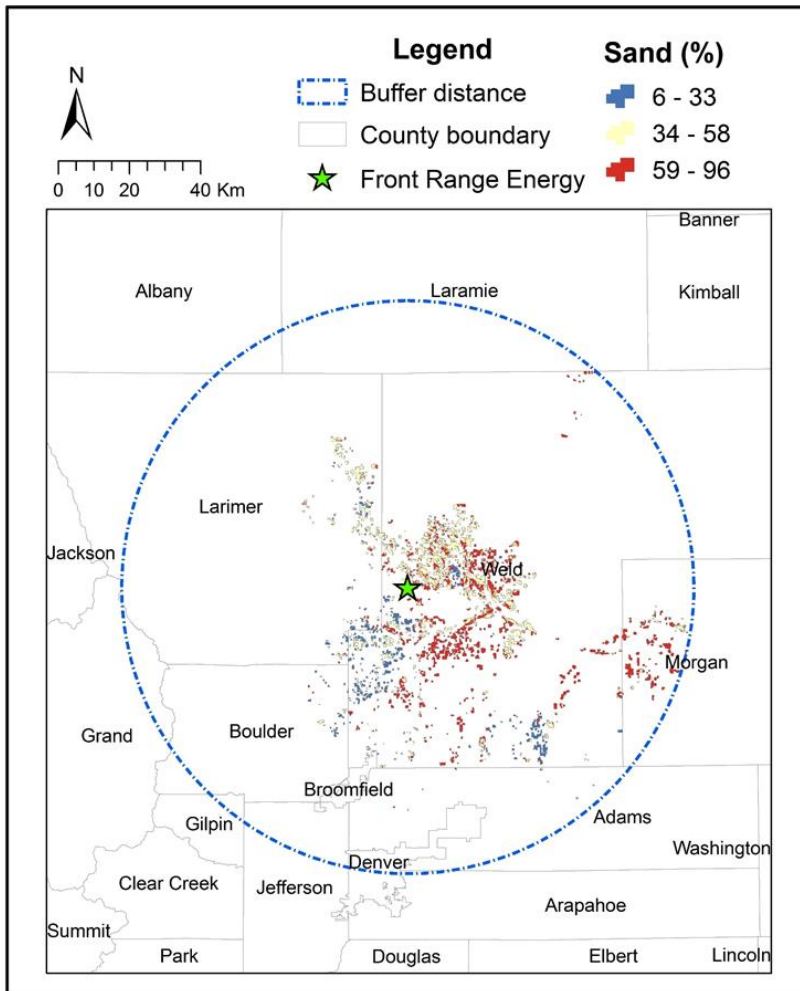 Legend
Buffer distance
County boundary
Front Range Energy
Sand (%)
6 - 33
34 - 58
59 - 96
N
0 10 20 40 Km
Banner
Albany
Laramie
Kimball
Larimer
Jackson
Weld
Morgan
Grand
Boulder
Broomfield
Gilpin
Adams
Washington
Denver
Clear Creek
Jefferson
Arapahoe
Summit
Park
Douglas
Elbert
Lincoln